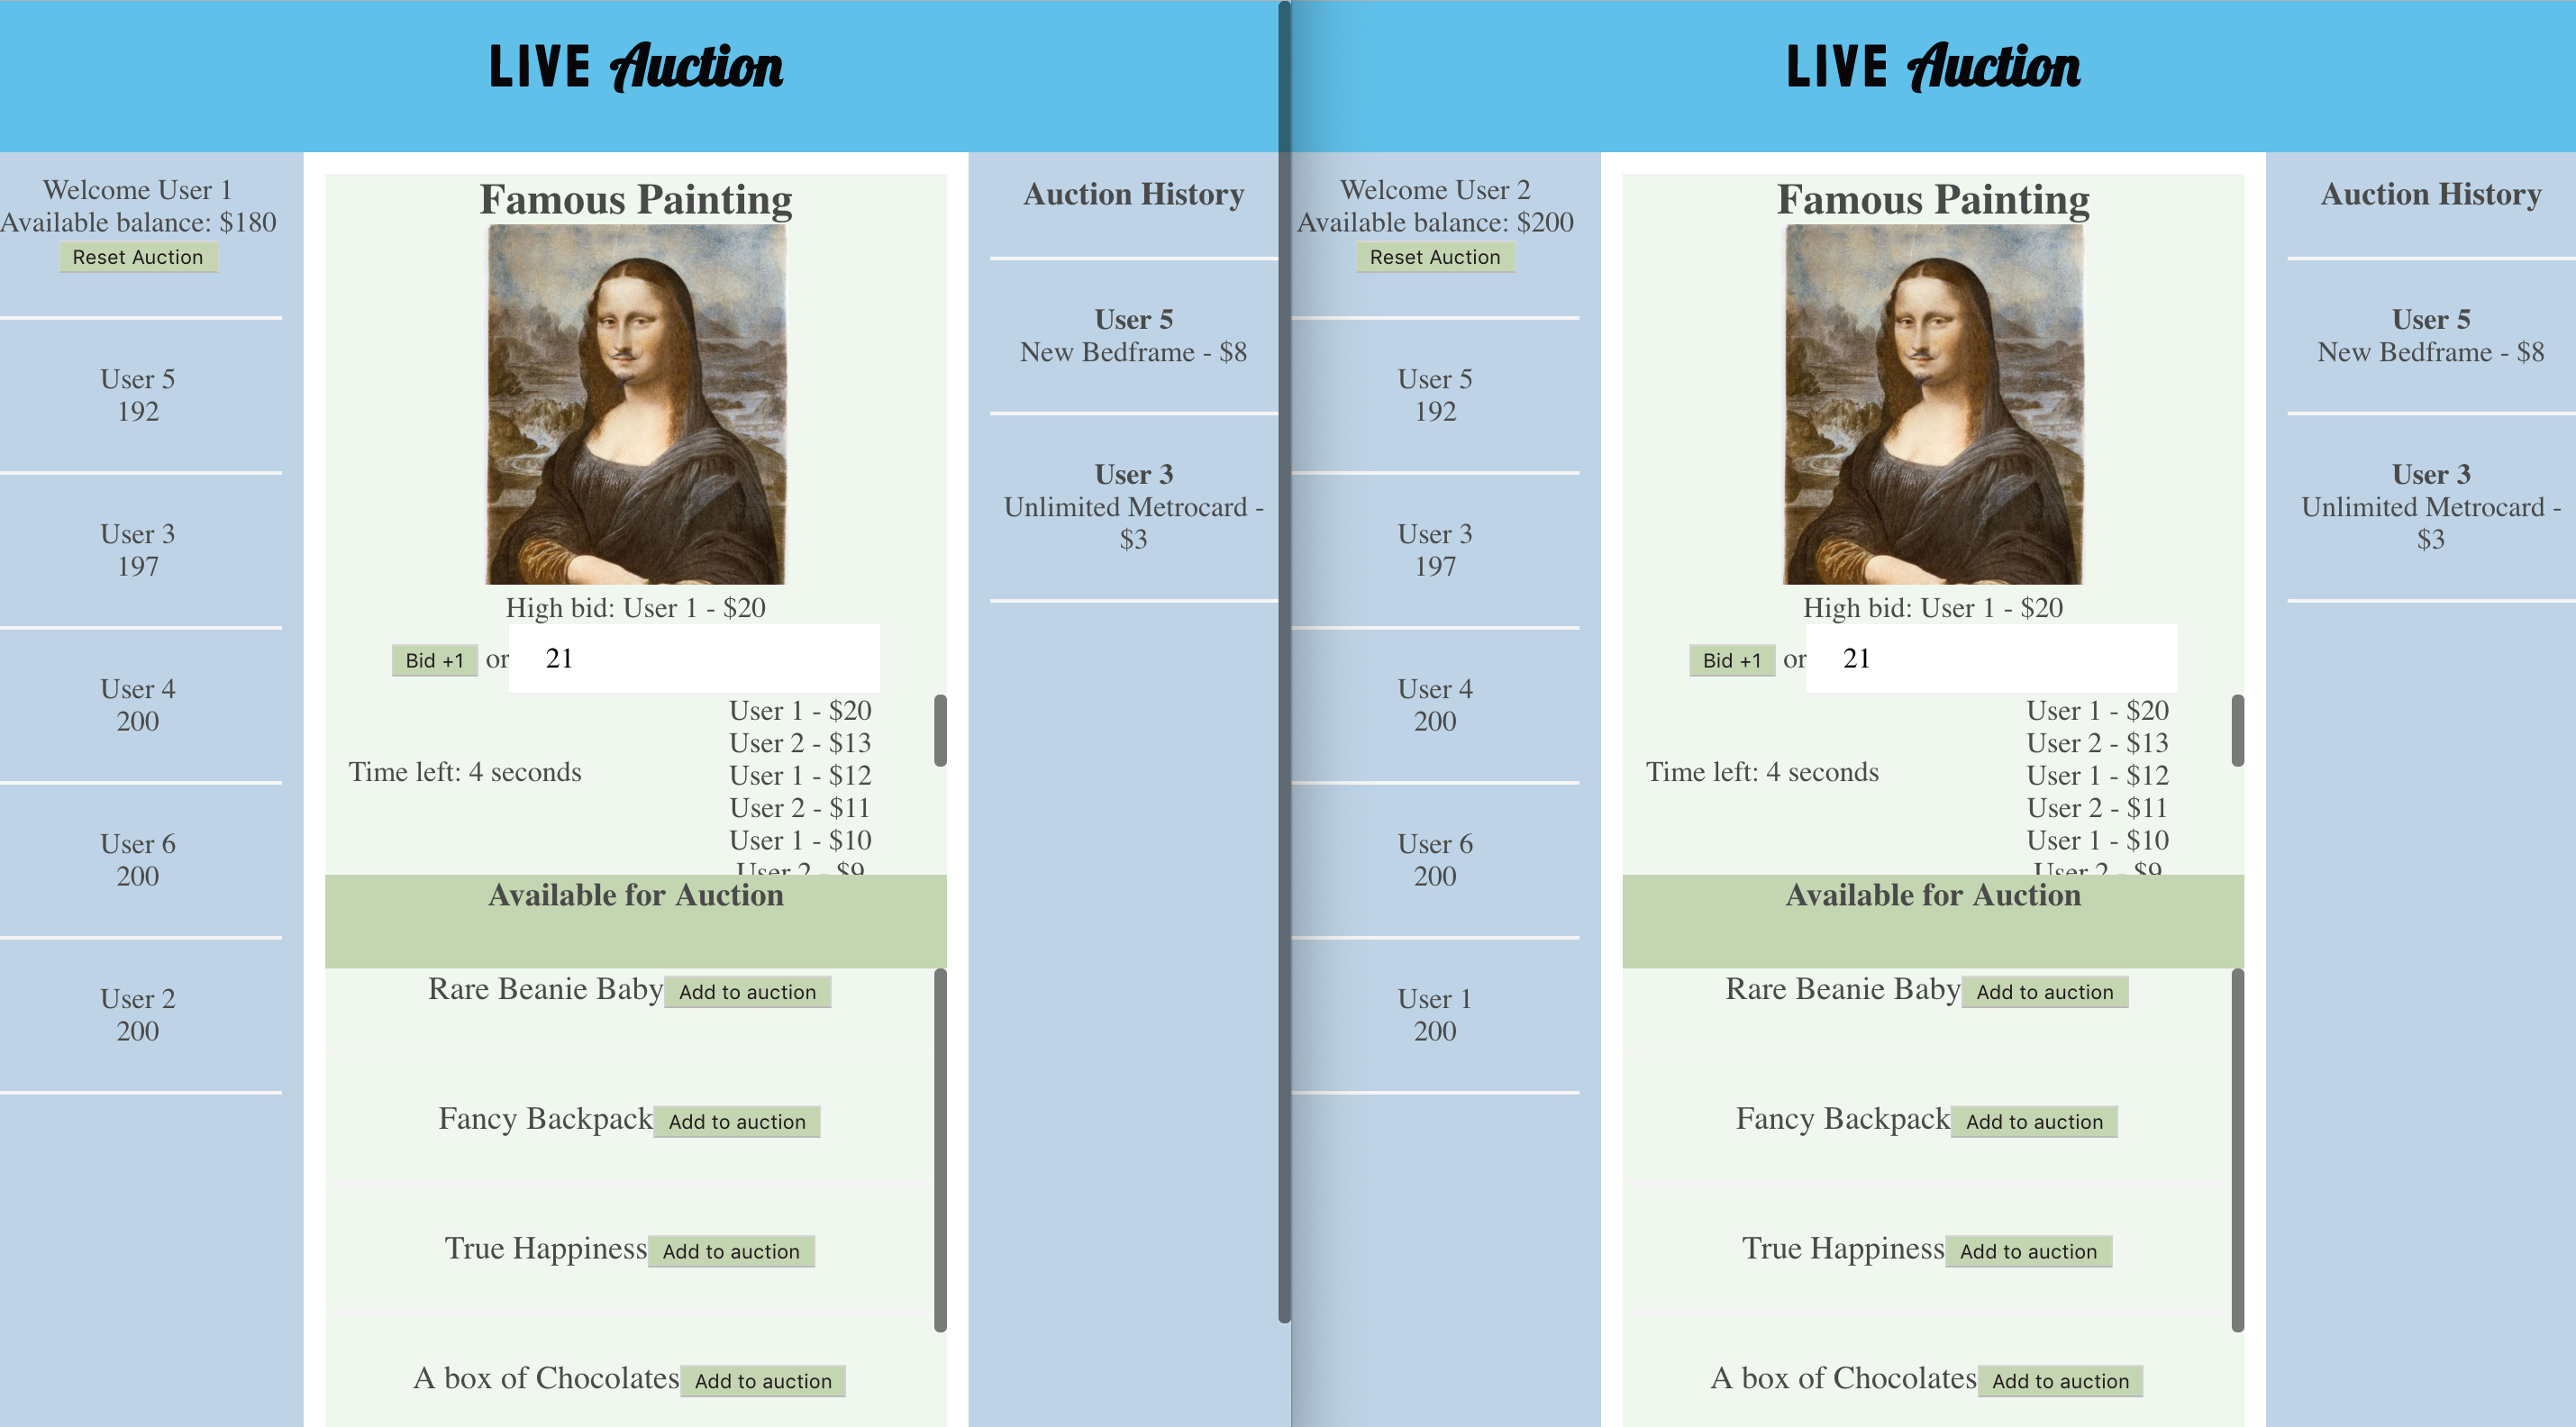 LIVE Auction
Welcome User 1
Available balance: $180
Reset Auction
User 5
192
User 3
197
User 4
200
User 6
200
User 2
200
Famous Painting
High bid: User 1 - $20
Bid +1 or 21
Time left: 4 seconds
User 1 - $20
User 2 - $13
User 1 - $12
User 2 - $11
User 1 - $10
User 2 - $9
Available for Auction
Rare Beanie Baby Add to auction
Fancy Backpack Add to auction
True Happiness Add to auction
A box of Chocolates Add to auction
Auction History
User 5
New Bedframe - $8
User 3
Unlimited Metrocard -
$3
LIVE Auction
Welcome User 2
Available balance: $200
Reset Auction
User 5
192
User 3
197
User 4
200
User 6
200
User 1
200
Famous Painting
High bid: User 1 - $20
Bid +1 or 21
Time left: 4 seconds
User 1 - $20
User 2 - $13
User 1 - $12
User 2 - $11
User 1 - $10
User 2 - $9
Available for Auction
Rare Beanie Baby Add to auction
Fancy Backpack Add to auction
True Happiness Add to auction
A box of Chocolates Add to auction
Auction History
User 5
New Bedframe - $8
User 3
Unlimited Metrocard -
$3